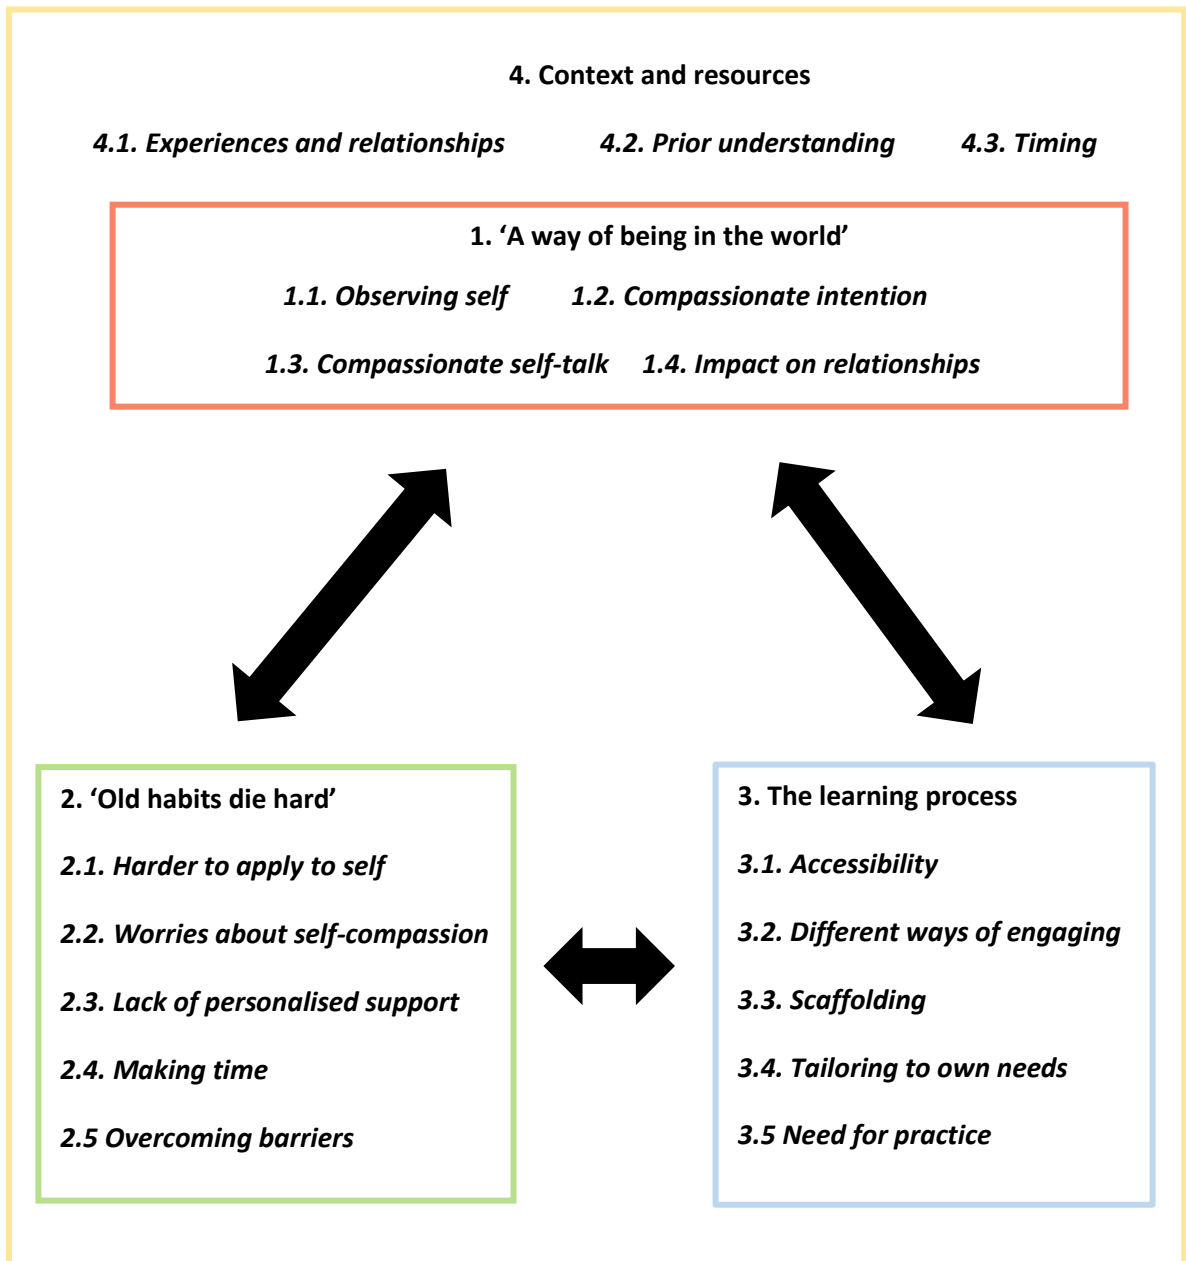 4. Context and resources
4.1. Experiences and relationships 4.2. Prior understanding 4.3. Timing
1. ‘A way of being in the world’
1.1. Observing self 1.2. Compassionate intention
1.3. Compassionate self-talk 1.4. Impact on relationships
2. ‘Old habits die hard’
2.1. Harder to apply to self
2.2. Worries about self-compassion
2.3. Lack of personalised support
2.4. Making time
2.5 Overcoming barriers
3. The learning process
3.1. Accessibility
3.2. Different ways of engaging
3.3. Scaffolding
3.4. Tailoring to own needs
3.5 Need for practice